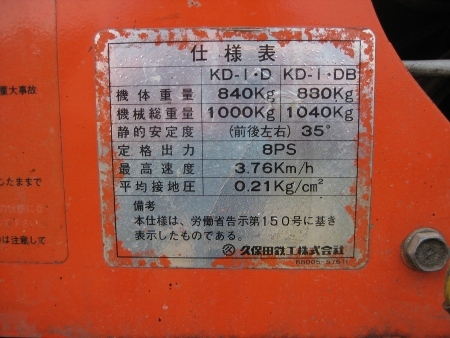 仕様表
KD-1・D KD-1・DB
機体重量 840Kg 880Kg
機械総重量 1000Kg 1040Kg
静的安定度 (前後左右) 35°
定格出力 8PS
最高速度 3.76Km/h
平均接地圧 0.21Kg/cm²
備考
本仕様は、労働省告示第150号に基き
表示したものである。
久保田鉄工株式会社
重大事故
したままで
は注意して